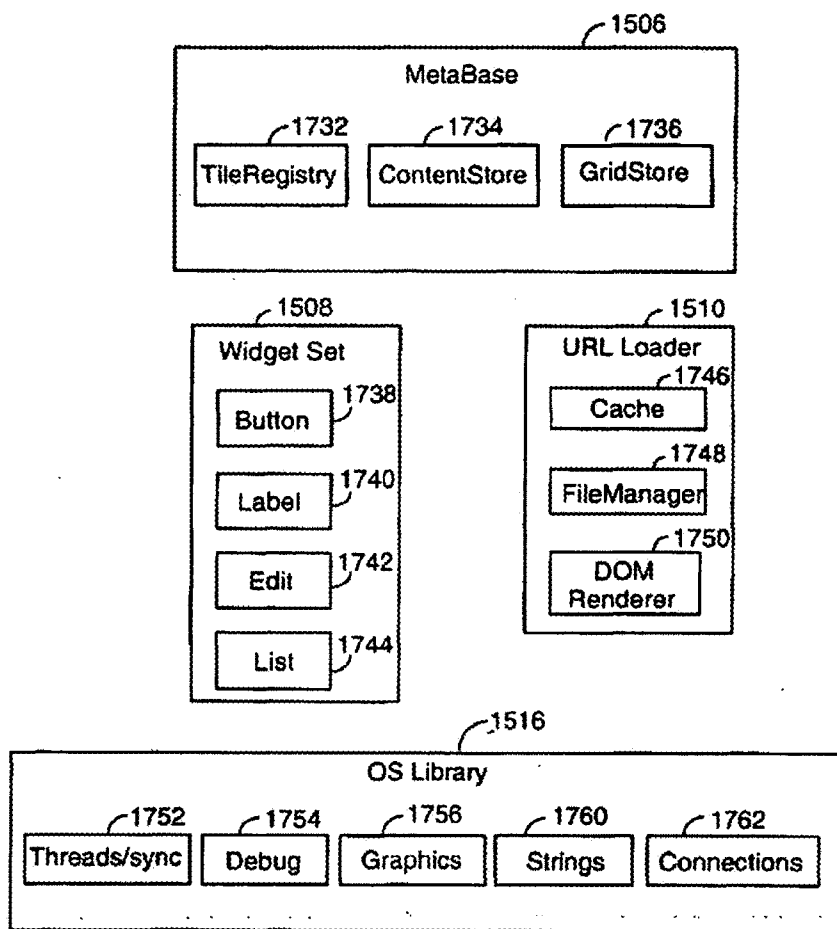 1506
MetaBase
1732 1734 1736
TileRegistry ContentStore GridStore
1508
Widget Set
1738
Button
1740
Label
1742
Edit
1744
List
1510
URL Loader
1746
Cache
1748
FileManager
1750
DOM
Renderer
1516
OS Library
1752 1754 1756 1760 1762
Threads/sync Debug Graphics Strings Connections